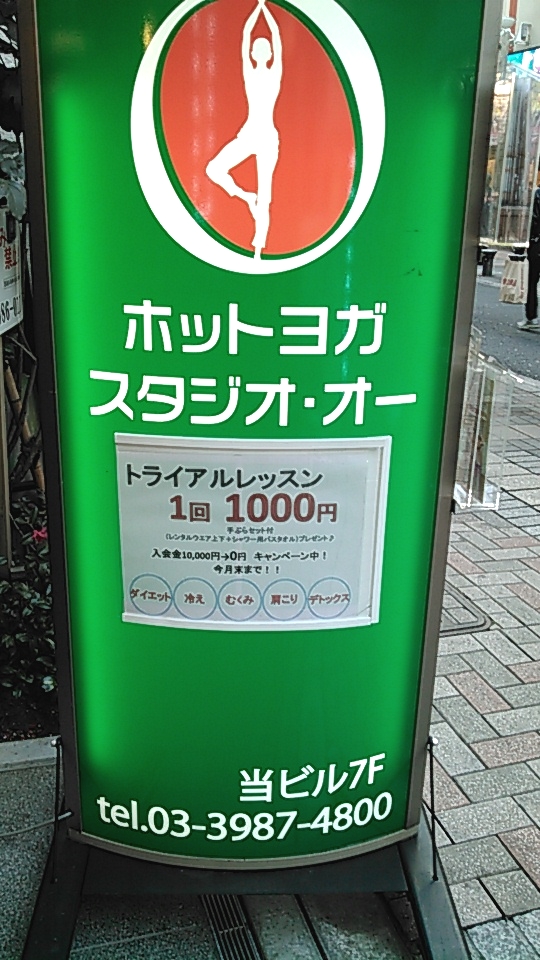 ホットヨガ
スタジオ・オー
トライアルレッスン
1回 1000円
手ぶらセット付
(レンタルウエア上下+シャワー用バスタオル)プレゼント♪
入会金10,000円→0円 キャンペーン中!
今月末まで!!
ダイエット 冷え むくみ 肩こり デトックス
当ビル7F
tel.03-3987-4800
禁止